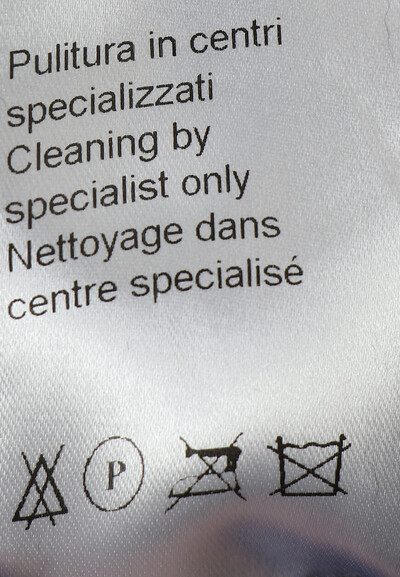 Pulitura in centri
specializzati
Cleaning by
specialist only
Nettoyage dans
centre specialisé
P